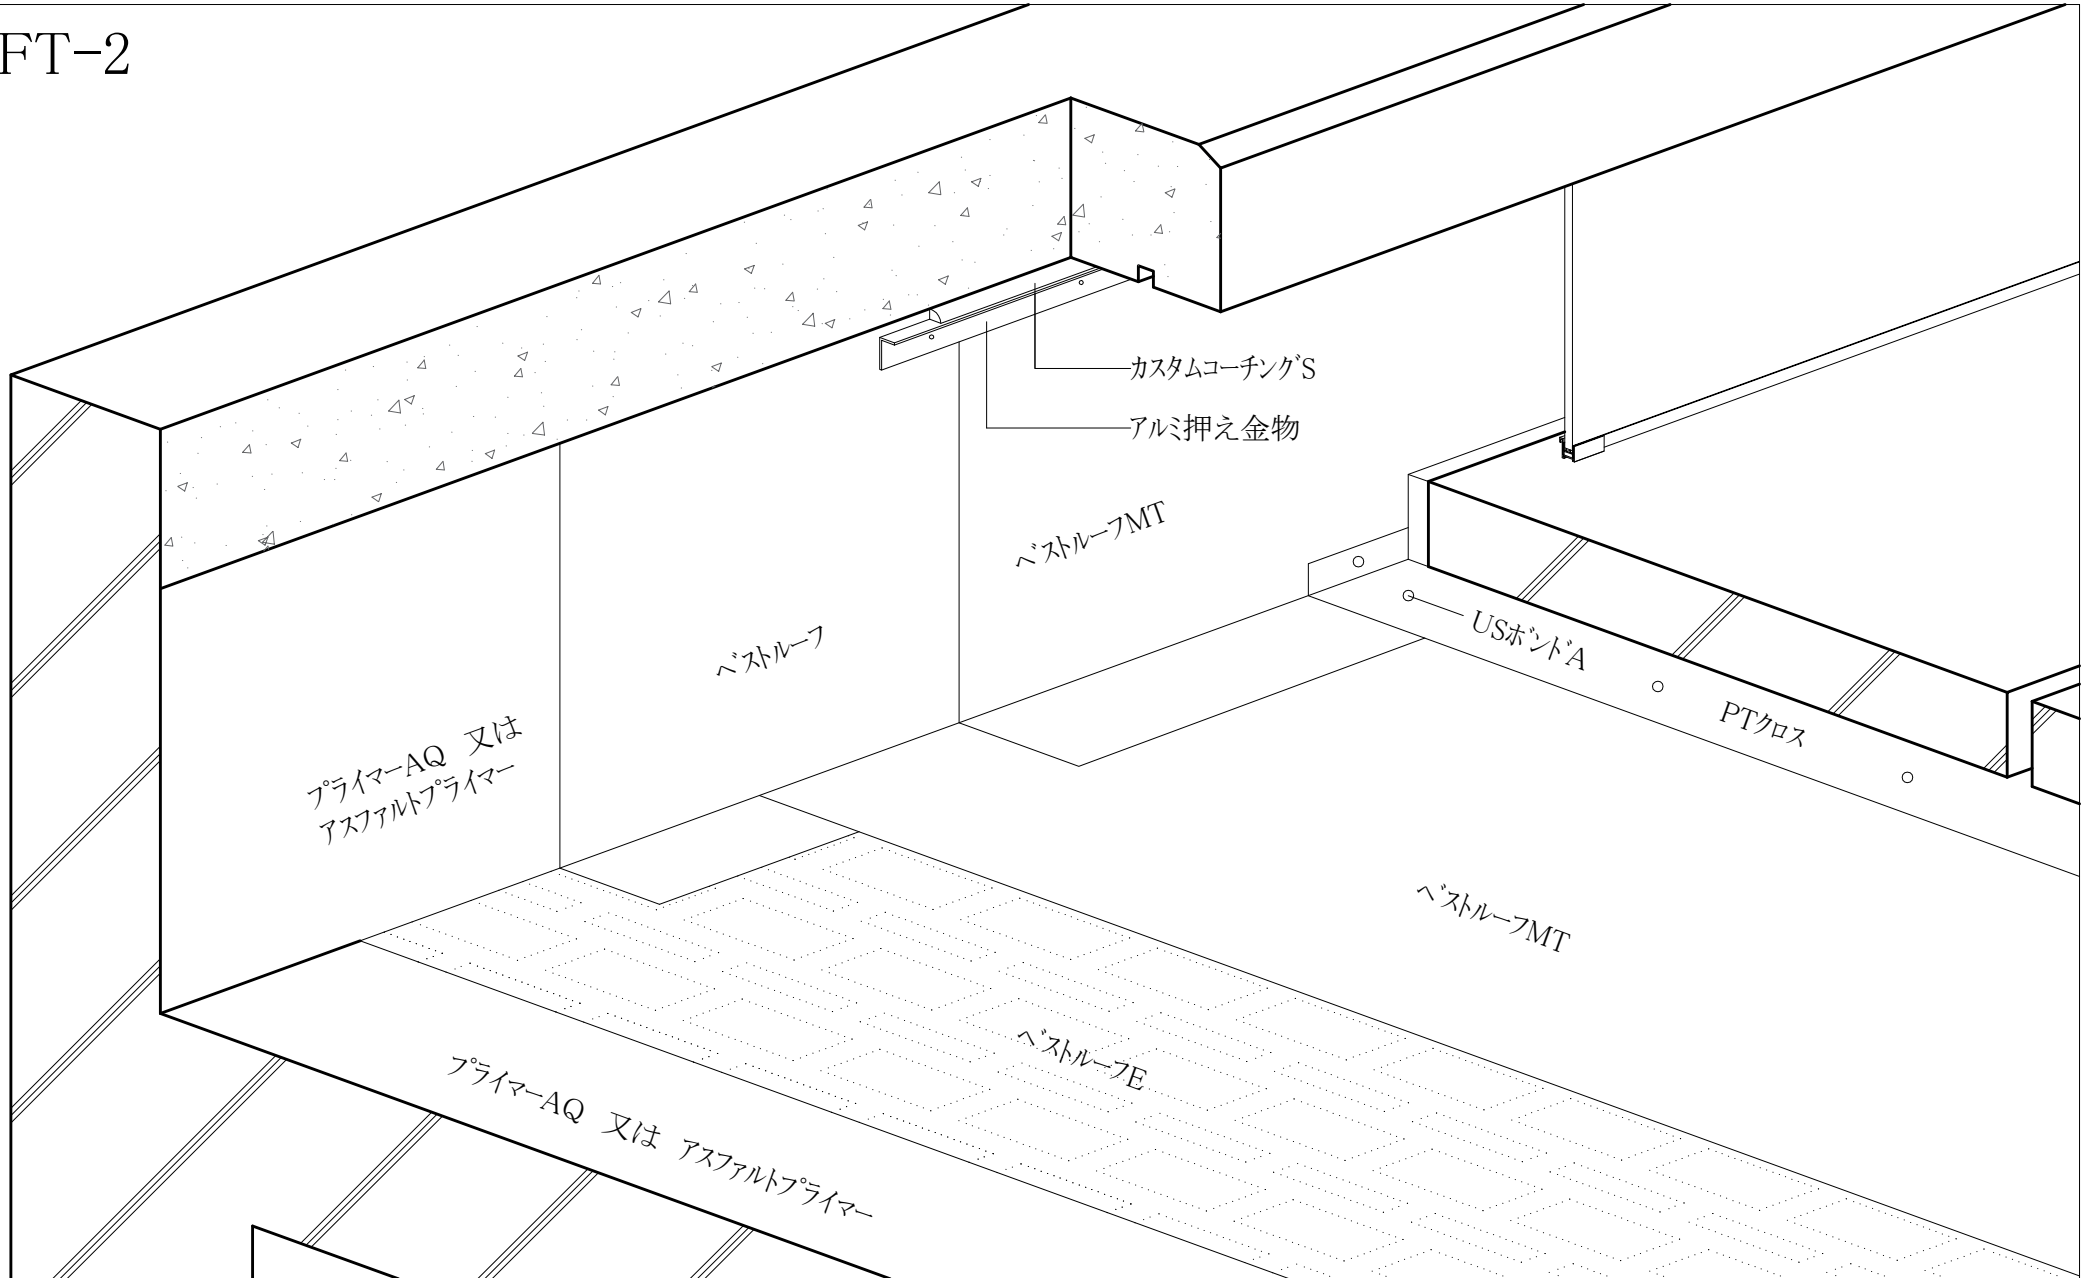 FT-2
カスタムコーチングS
アルミ押え金物
ベストルーフMT
USボンドA
ベストルーフ
PTクロス
プライマーAQ 又は
アスファルトプライマー
ベストルーフMT
ベストルーフE
プライマーAQ 又は アスファルトプライマー